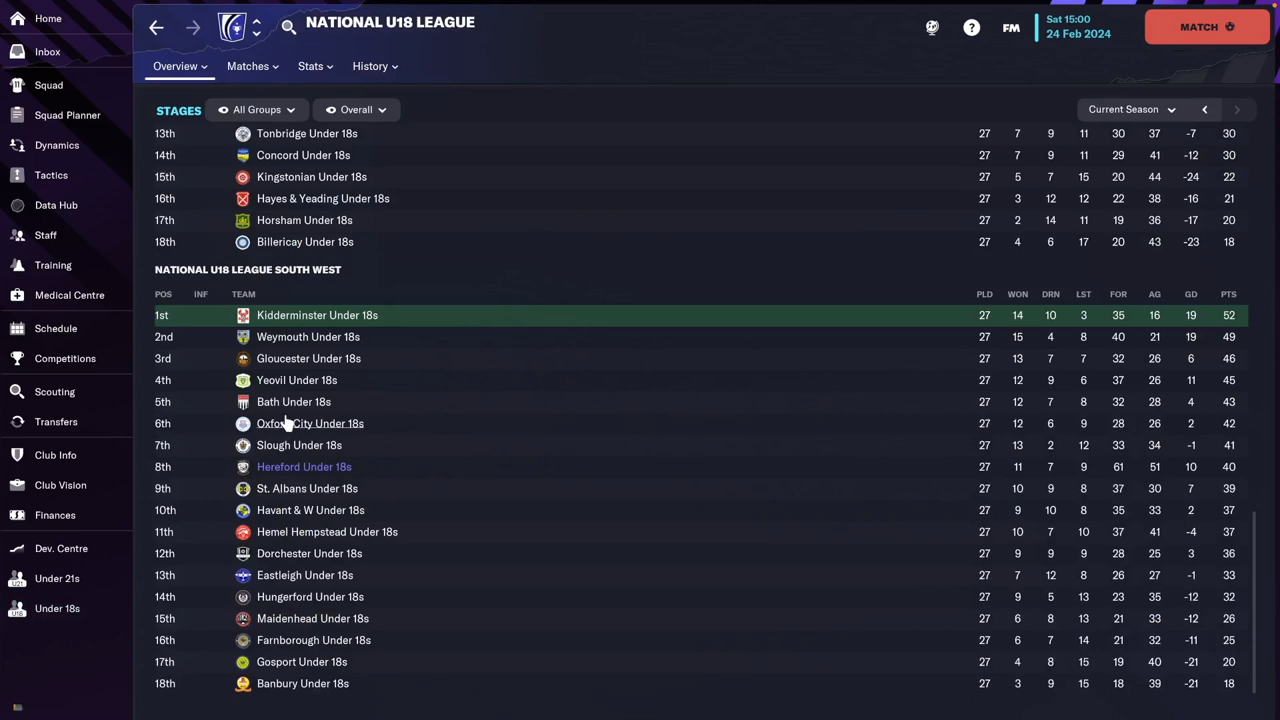 NATIONAL U18 LEAGUE
Sat 15:00
24 Feb 2024
FM
MATCH
Home
Inbox
Squad
Squad Planner
Dynamics
Tactics
Data Hub
Staff
Training
Medical Centre
Schedule
Competitions
Scouting
Transfers
Club Info
Club Vision
Finances
Dev. Centre
Under 21s
Under 18s
Overview Matches Stats History
STAGES All Groups Overall Current Season
13th Tonbridge Under 18s 27 7 9 11 30 37 -7 30
14th Concord Under 18s 27 7 9 11 29 41 -12 30
15th Kingstonian Under 18s 27 5 7 15 20 44 -24 22
16th Hayes & Yeading Under 18s 27 3 12 12 22 38 -16 21
17th Horsham Under 18s 27 2 14 11 19 36 -17 20
18th Billericay Under 18s 27 4 6 17 20 43 -23 18
NATIONAL U18 LEAGUE SOUTH WEST
POS INF TEAM PLD WON DRN LST FOR AG GD PTS
1st Kidderminster Under 18s 27 14 10 3 35 16 19 52
2nd Weymouth Under 18s 27 15 4 8 40 21 19 49
3rd Gloucester Under 18s 27 13 7 7 32 26 6 46
4th Yeovil Under 18s 27 12 9 6 37 26 11 45
5th Bath Under 18s 27 12 7 8 32 28 4 43
6th Oxford City Under 18s 27 12 6 9 28 26 2 42
7th Slough Under 18s 27 13 2 12 33 34 -1 41
8th Hereford Under 18s 27 11 7 9 61 51 10 40
9th St. Albans Under 18s 27 10 9 8 37 30 7 39
10th Havant & W Under 18s 27 9 10 8 35 33 2 37
11th Hemel Hempstead Under 18s 27 10 7 10 37 41 -4 37
12th Dorchester Under 18s 27 9 9 9 28 25 3 36
13th Eastleigh Under 18s 27 7 12 8 26 27 -1 33
14th Hungerford Under 18s 27 9 5 13 23 35 -12 32
15th Maidenhead Under 18s 27 6 8 13 21 33 -12 26
16th Farnborough Under 18s 27 6 7 14 21 32 -11 25
17th Gosport Under 18s 27 4 8 15 19 40 -21 20
18th Banbury Under 18s 27 3 9 15 18 39 -21 18